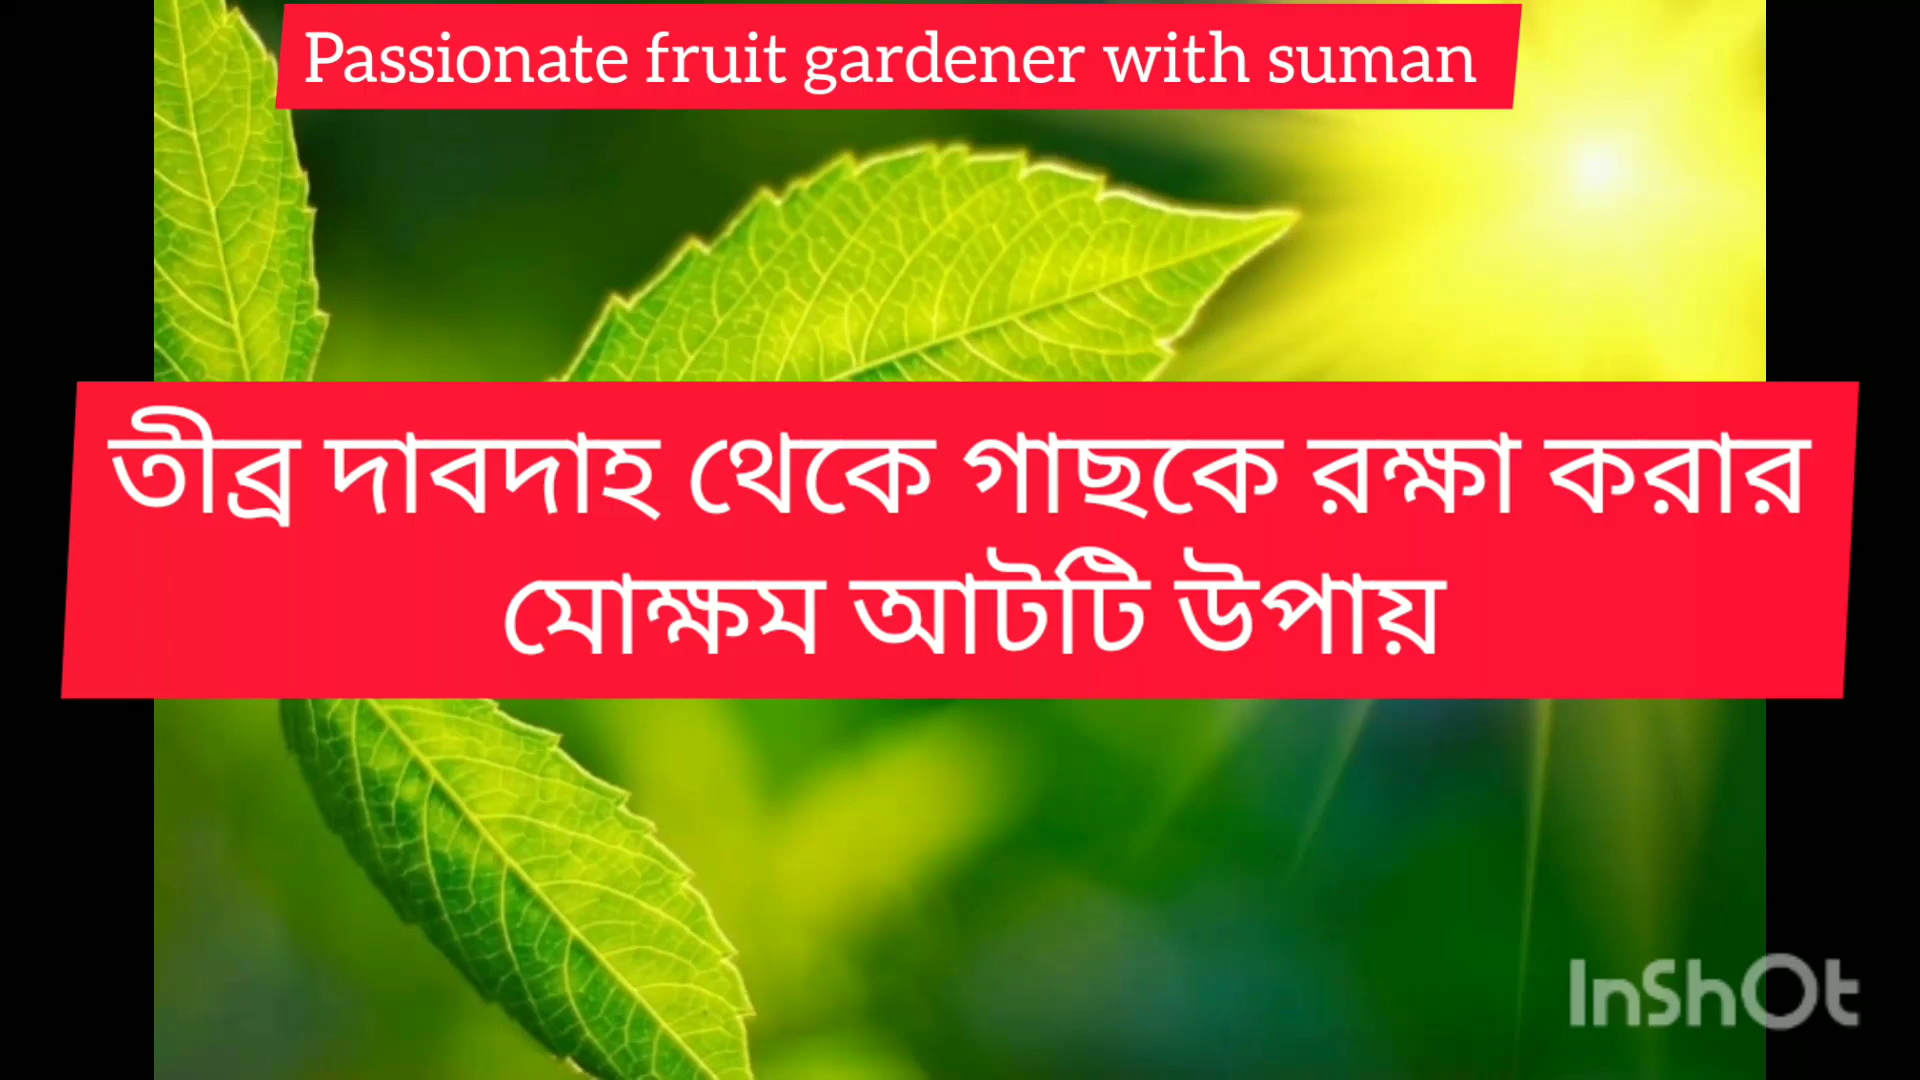 Passionate fruit gardener with suman
তীব্র দাবদাহ থেকে গাছকে রক্ষা করার
মোক্ষম আটটি উপায়
InShOt